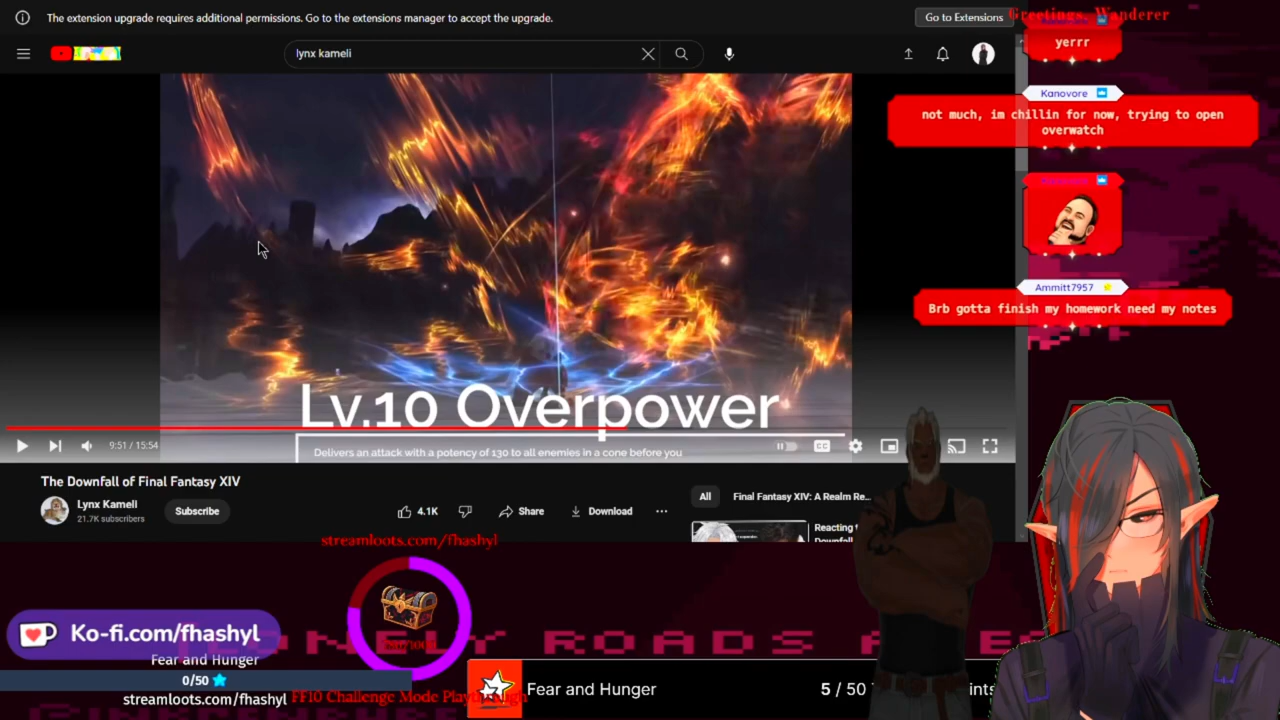 The extension upgrade requires additional permissions. Go to the extensions manager to accept the upgrade.
Go to Extensions
Greetings, Wanderer
lynx kameli
yerrr
Kanovore
not much, im chillin for now, trying to open
overwatch
Ammitt7957
Brb gotta finish my homework need my notes
Lv.10 Overpower
Delivers an attack with a potency of 130 to all enemies in a cone before you
9:51 / 15:54
CC
The Downfall of Final Fantasy XIV
Lynx Kameli
21.7K subscribers
Subscribe
4.1K
Share
Download
All
Final Fantasy XIV: A Realm Re...
Reacting
streamloots.com/fhashyl
Ko-fi.com/fhashyl
ROADS
Fear and Hunger
0/50
streamloots.com/fhashyl
FF10 Challenge Mode Playthrough
Fear and Hunger
5 / 50